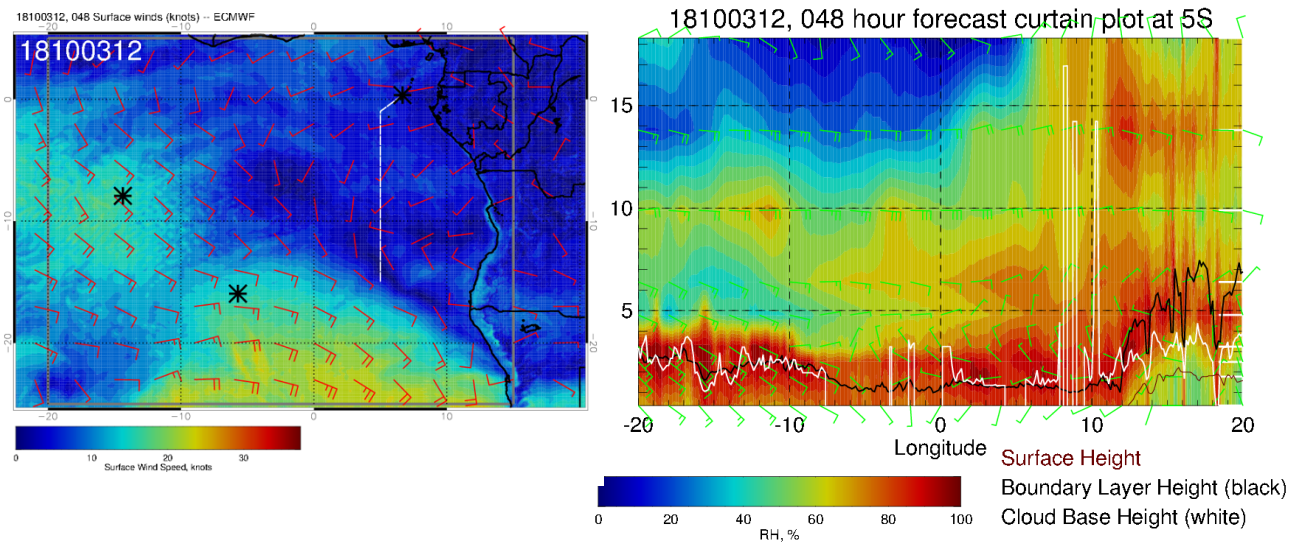 18100312, 048 Surface winds (knots) -- ECMWF
−20 −10 0 10
18100312
0 0
−10 −10
−20 −20
−20 −10 0 10
0 10 20 30
Surface Wind Speed, knots
18100312, 048 hour forecast curtain plot at 5S
15
10
5
-20 -10 0 10 20
Longitude
Surface Height
Boundary Layer Height (black)
Cloud Base Height (white)
0 20 40 60 80 100
RH, %